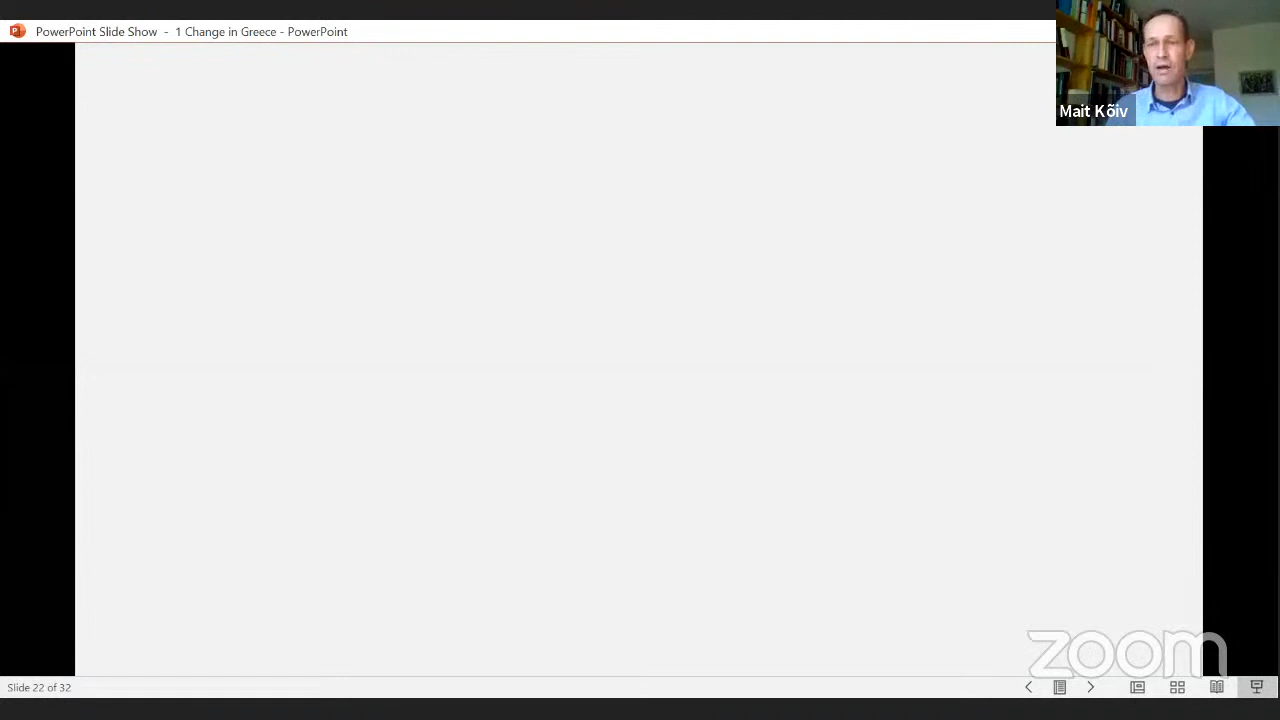 PowerPoint Slide Show - 1 Change in Greece - PowerPoint
Mait Kõiv
zoom
Slide 22 of 32